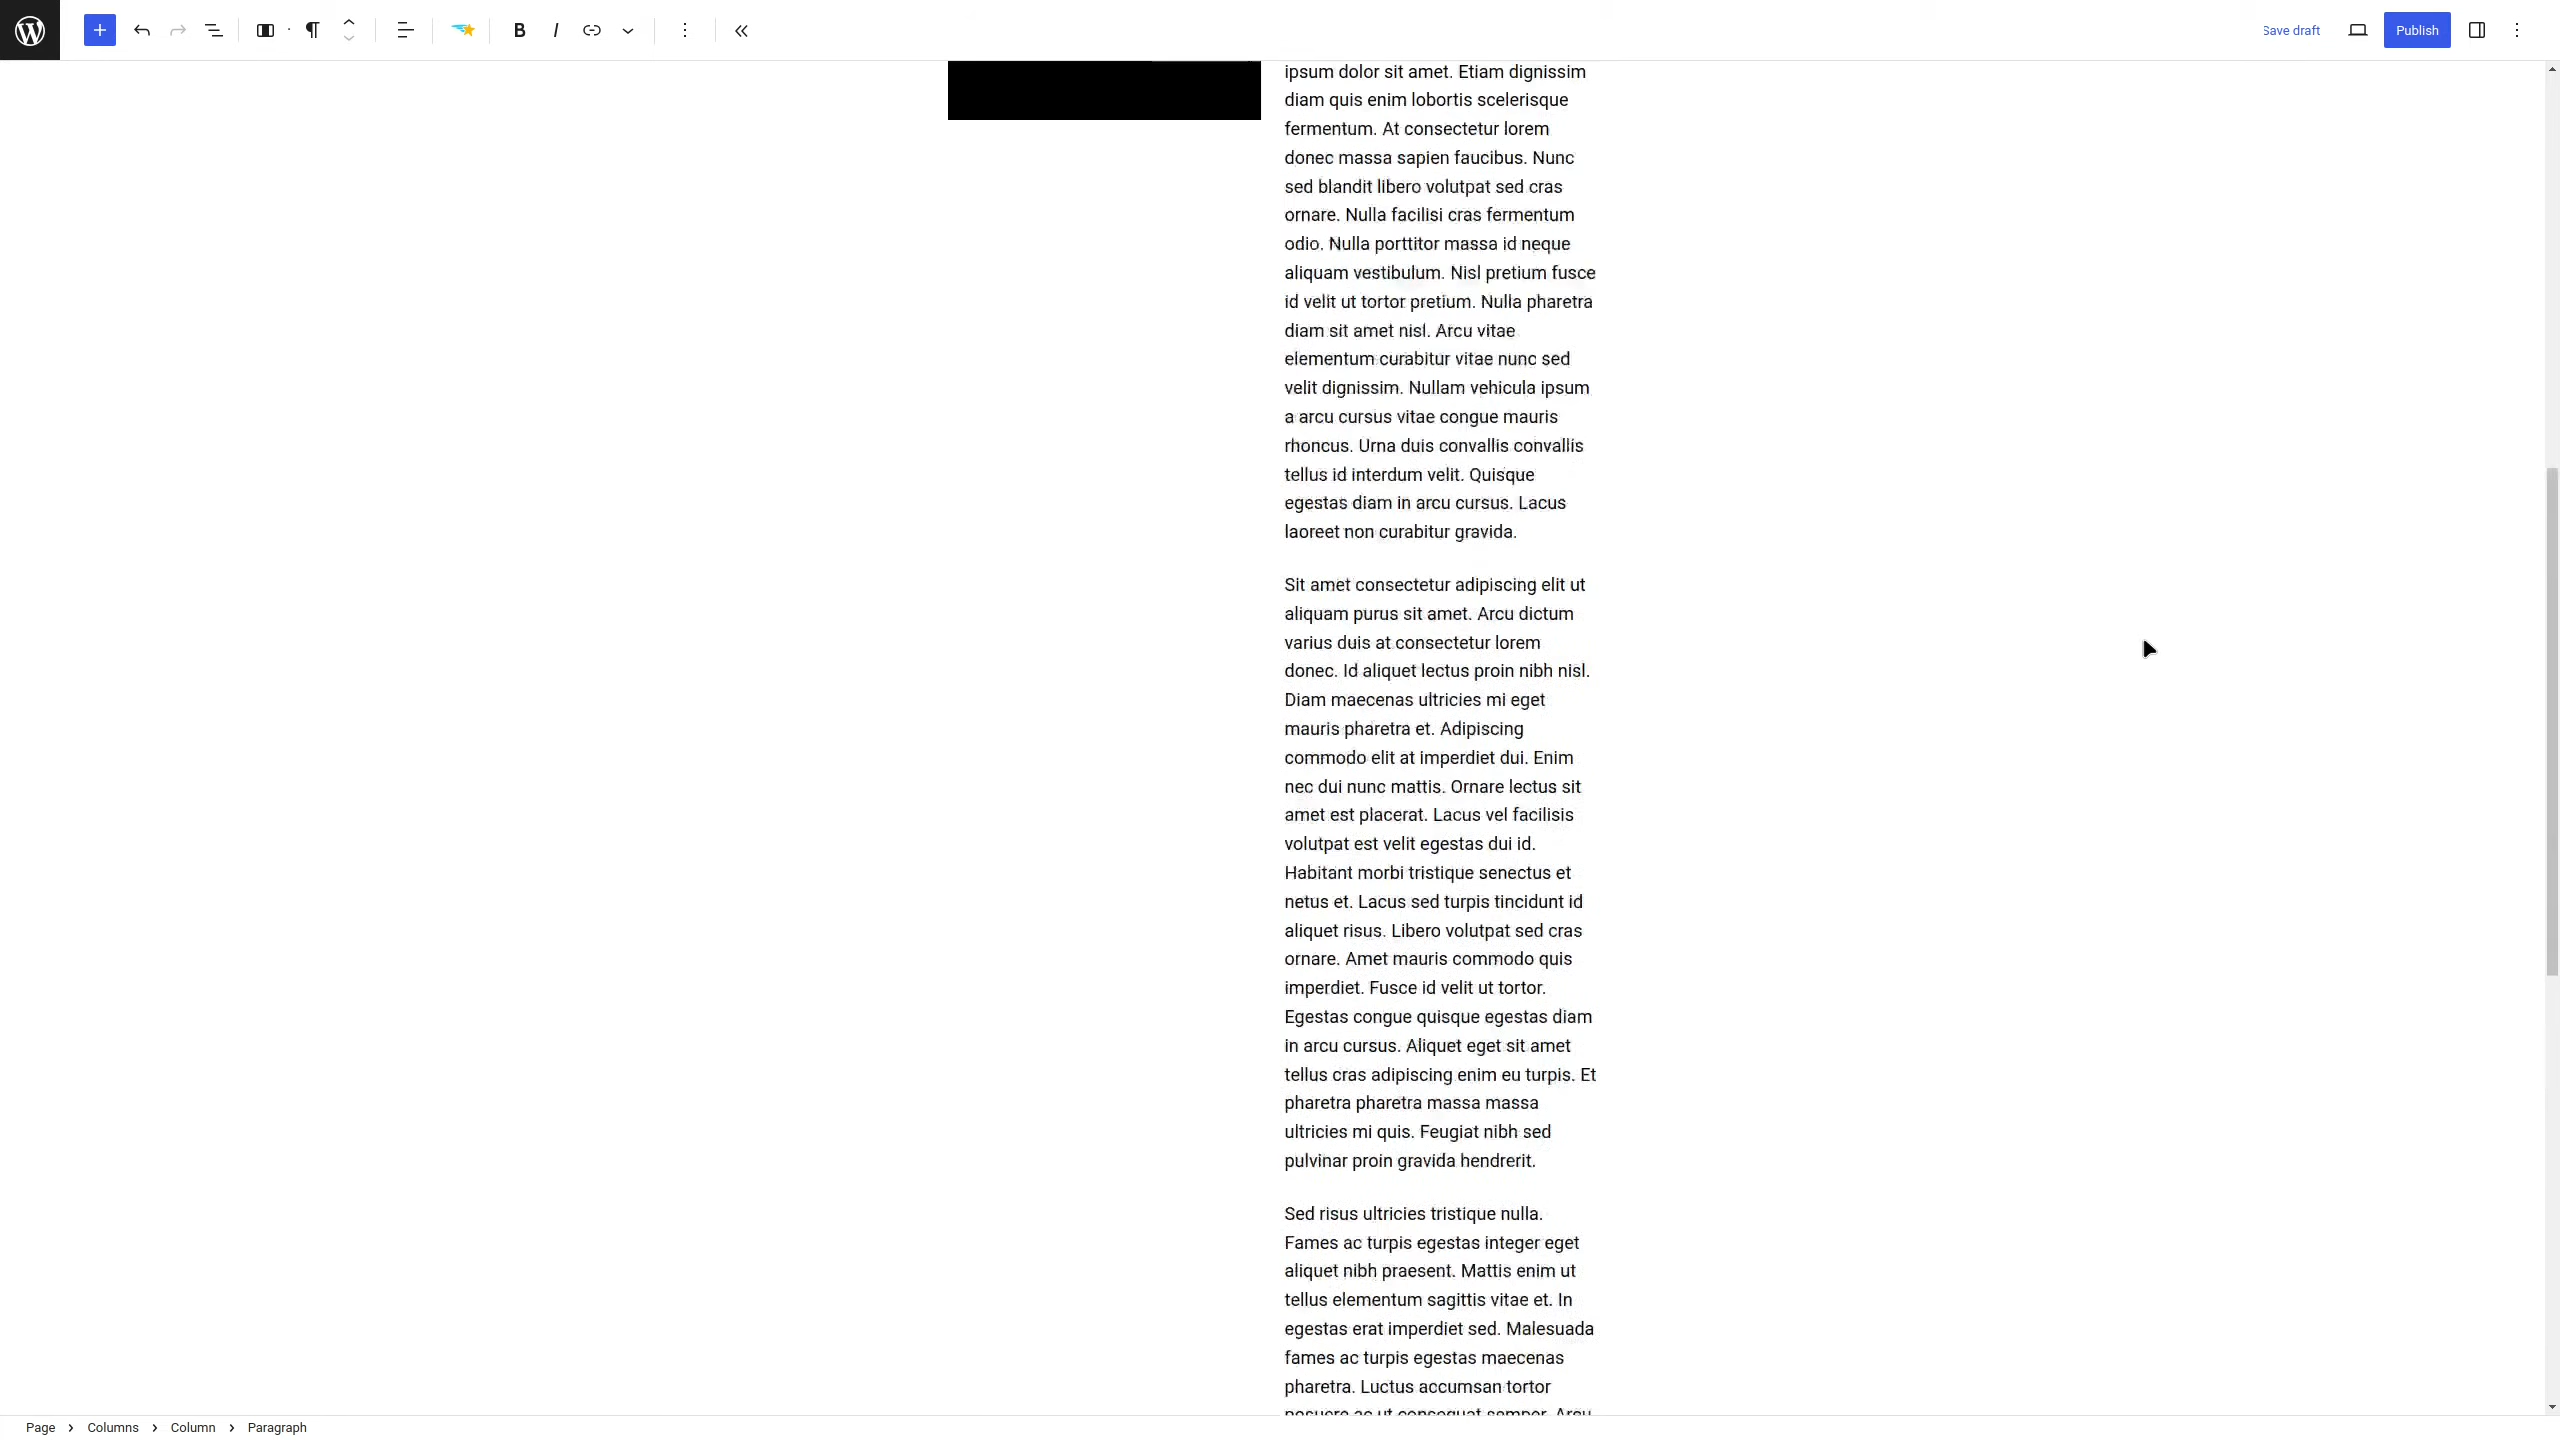 Save draft
Publish
ipsum dolor sit amet. Etiam dignissim
diam quis enim lobortis scelerisque
fermentum. At consectetur lorem
donec massa sapien faucibus. Nunc
sed blandit libero volutpat sed cras
ornare. Nulla facilisi cras fermentum
odio. Nulla porttitor massa id neque
aliquam vestibulum. Nisl pretium fusce
id velit ut tortor pretium. Nulla pharetra
diam sit amet nisl. Arcu vitae
elementum curabitur vitae nunc sed
velit dignissim. Nullam vehicula ipsum
a arcu cursus vitae congue mauris
rhoncus. Urna duis convallis convallis
tellus id interdum velit. Quisque
egestas diam in arcu cursus. Lacus
laoreet non curabitur gravida.
Sit amet consectetur adipiscing elit ut
aliquam purus sit amet. Arcu dictum
varius duis at consectetur lorem
donec. Id aliquet lectus proin nibh nisl.
Diam maecenas ultricies mi eget
mauris pharetra et. Adipiscing
commodo elit at imperdiet dui. Enim
nec dui nunc mattis. Ornare lectus sit
amet est placerat. Lacus vel facilisis
volutpat est velit egestas dui id.
Habitant morbi tristique senectus et
netus et. Lacus sed turpis tincidunt id
aliquet risus. Libero volutpat sed cras
ornare. Amet mauris commodo quis
imperdiet. Fusce id velit ut tortor.
Egestas congue quisque egestas diam
in arcu cursus. Aliquet eget sit amet
tellus cras adipiscing enim eu turpis. Et
pharetra pharetra massa massa
ultricies mi quis. Feugiat nibh sed
pulvinar proin gravida hendrerit.
Sed risus ultricies tristique nulla.
Fames ac turpis egestas integer eget
aliquet nibh praesent. Mattis enim ut
tellus elementum sagittis vitae et. In
egestas erat imperdiet sed. Malesuada
fames ac turpis egestas maecenas
pharetra. Luctus accumsan tortor
posuere ac ut consequat semper. Arcu
Page > Columns > Column > Paragraph